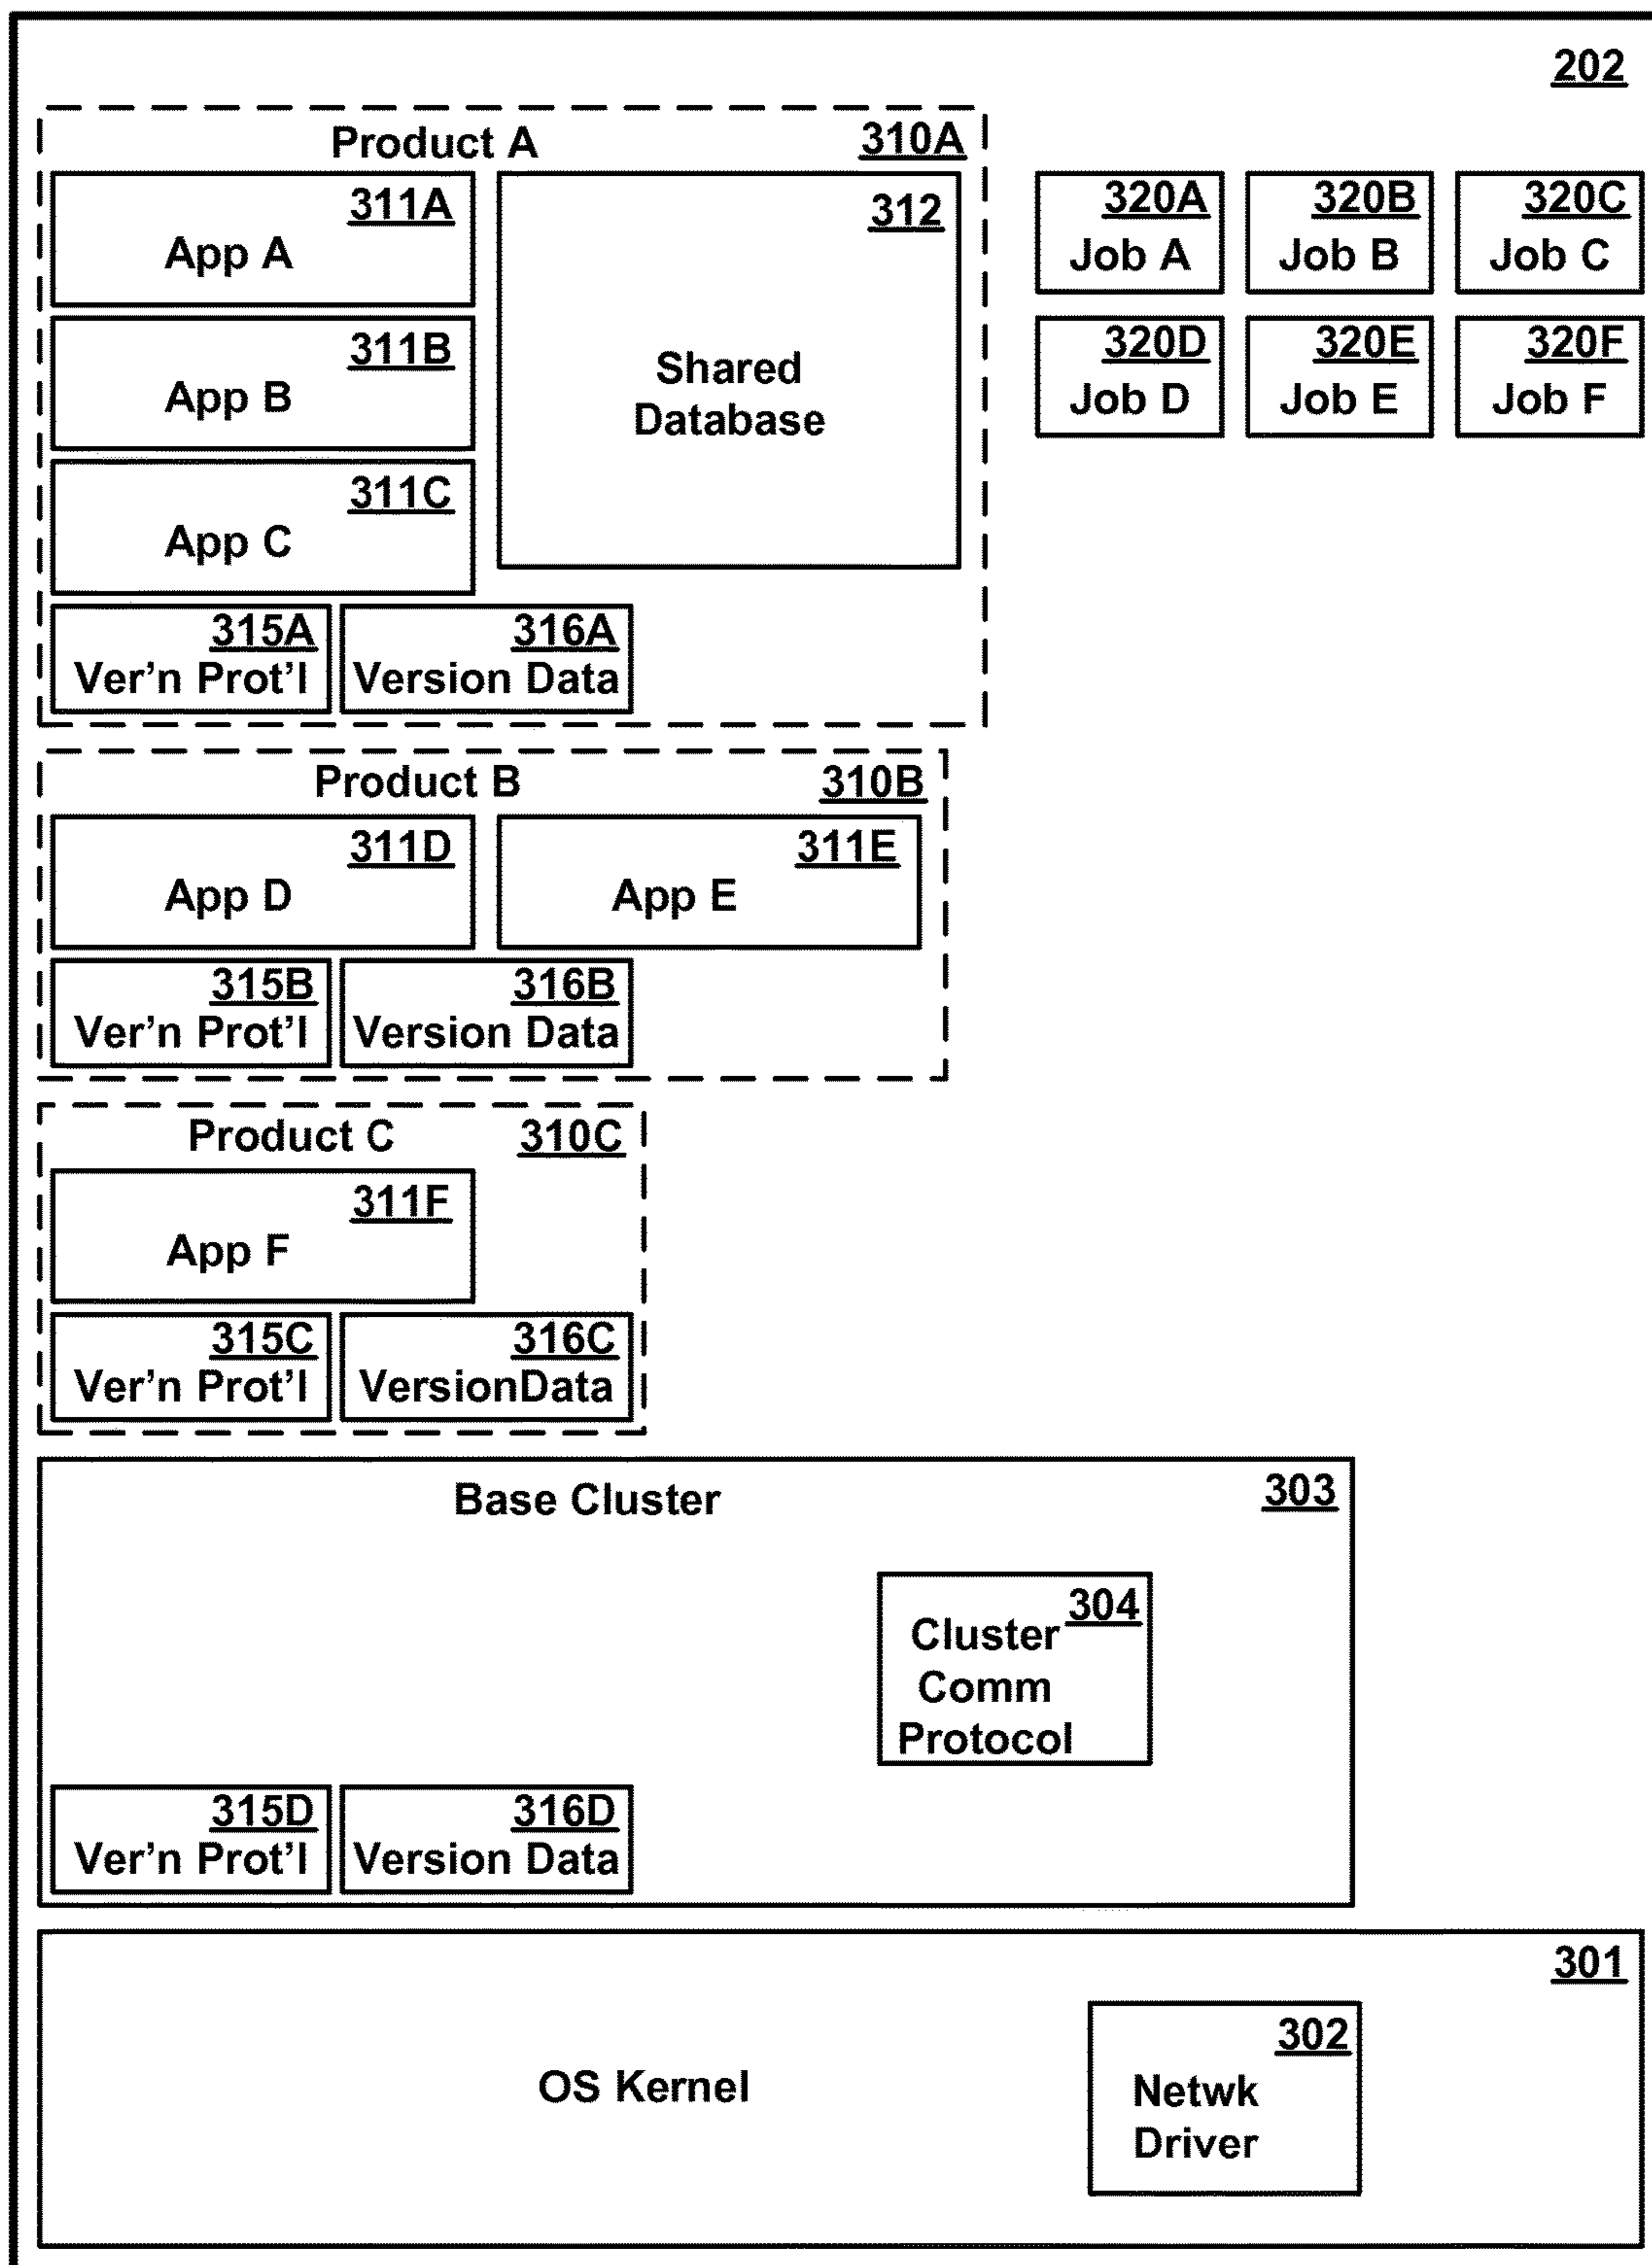 202
Product A
310A
311A
App A
312
Shared
Database
320A
Job A
320B
Job B
320C
Job C
311B
App B
320D
Job D
320E
Job E
320F
Job F
311C
App C
315A
Ver'n Prot'l
316A
Version Data
Product B
310B
311D
App D
311E
App E
315B
Ver'n Prot'l
316B
Version Data
Product C
310C
311F
App F
315C
Ver'n Prot'l
316C
VersionData
Base Cluster
303
304
Cluster
Comm
Protocol
315D
Ver'n Prot'l
316D
Version Data
301
OS Kernel
302
Netwk
Driver